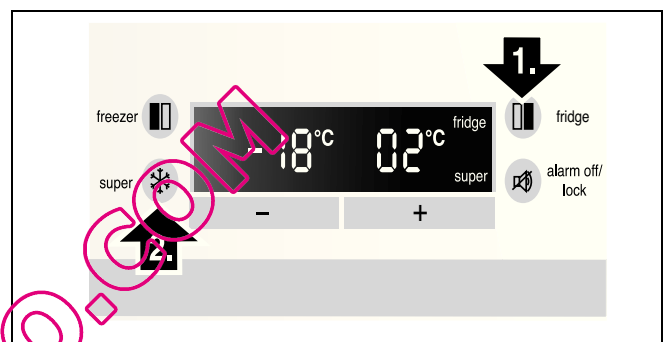 1.
freezer
-18°C 02°C
fridge
super
fridge
super
alarm off/
lock
- +
2.
O.COM